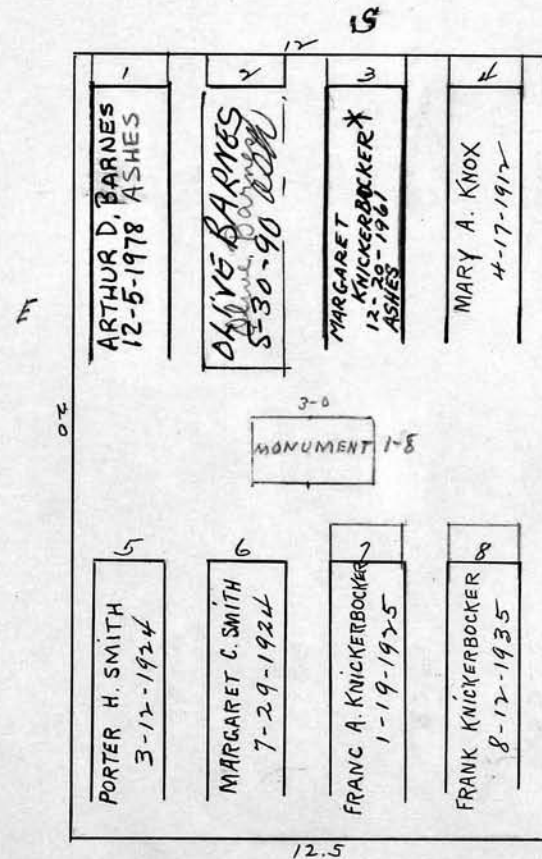 S
12
1
2
3
4
ARTHUR D. BARNES
12-5-1978 ASHES
OLIVE BARNES
Olive Barnes
5-30-90
MARGARET
KNICKERBOCKER*
12-20-1961
ASHES
MARY A. KNOX
4-17-1912
E
20
3-0
MONUMENT 1-8
5
6
7
8
PORTER H. SMITH
3-12-1924
MARGARET C. SMITH
7-29-1924
FRANC A. KNICKERBOCKER
1-19-1925
FRANK KNICKERBOCKER
8-12-1935
12.5